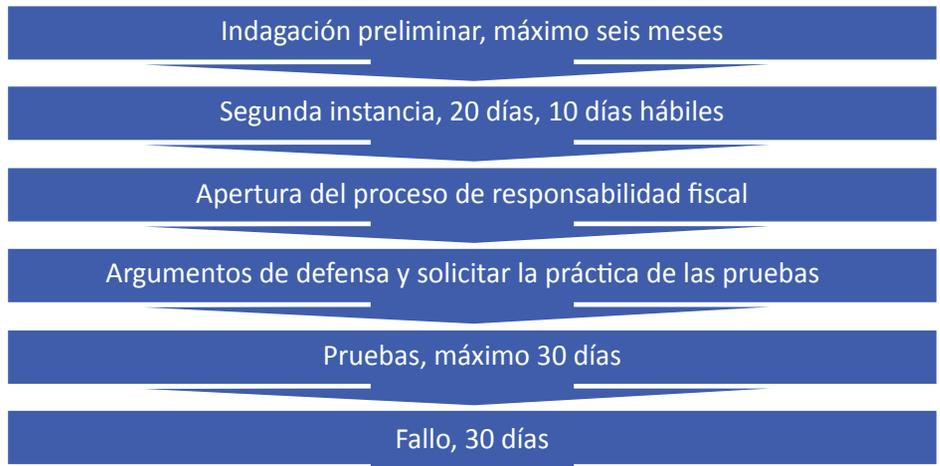 Indagación preliminar, máximo seis meses
Segunda instancia, 20 días, 10 días hábiles
Apertura del proceso de responsabilidad fiscal
Argumentos de defensa y solicitar la práctica de las pruebas
Pruebas, máximo 30 días
Fallo, 30 días